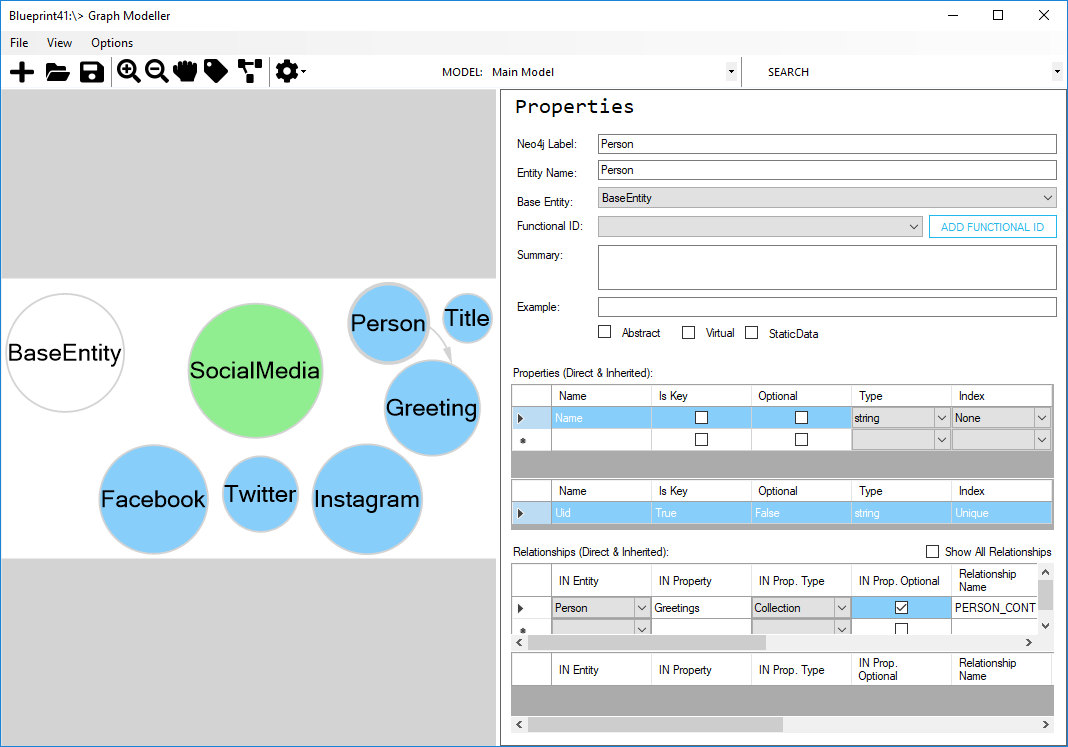 Blueprint41:\> Graph Modeller
File View Options
MODEL: Main Model SEARCH
BaseEntity
SocialMedia
Person
Title
Greeting
Facebook
Twitter
Instagram
Properties
Neo4j Label: Person
Entity Name: Person
Base Entity: BaseEntity
Functional ID: ADD FUNCTIONAL ID
Summary:
Example:
Abstract Virtual StaticData
Properties (Direct & Inherited):
Name Is Key Optional Type Index
Name string None
Name Is Key Optional Type Index
Uid True False string Unique
Relationships (Direct & Inherited): Show All Relationships
IN Entity IN Property IN Prop. Type IN Prop. Optional Relationship
Name
Person Greetings Collection PERSON_CONT
IN Entity IN Property IN Prop. Type IN Prop.
Optional Relationship
Name